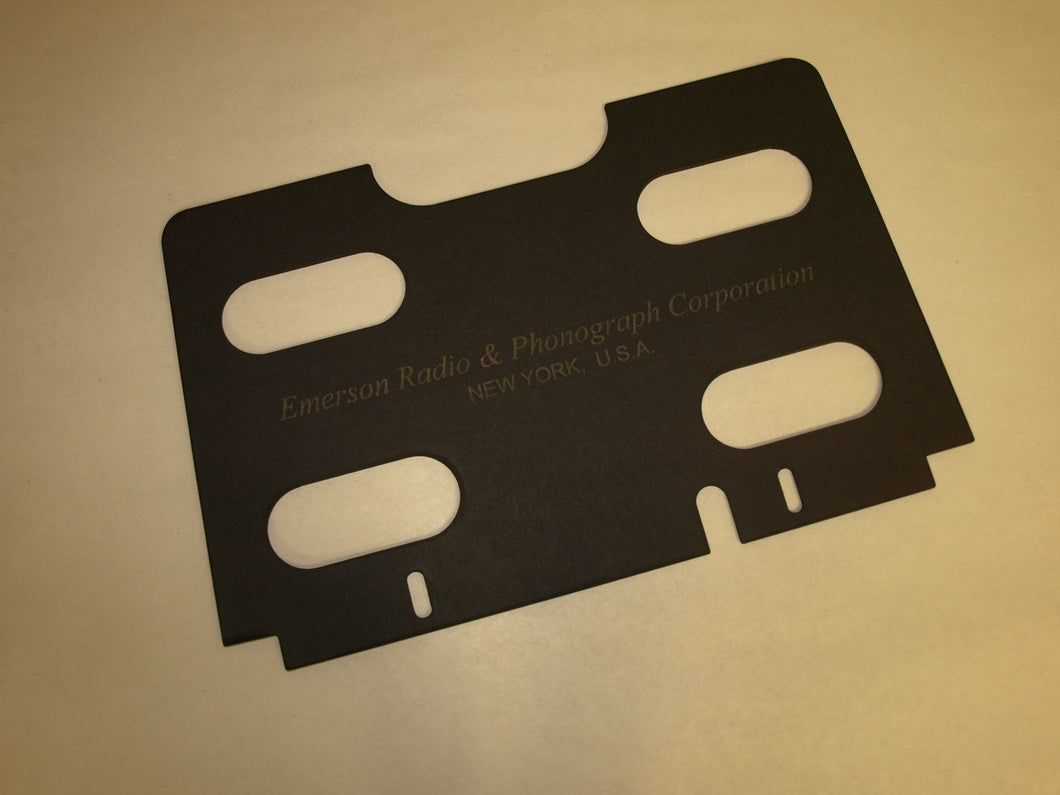 Emerson Radio & Phonograph Corporation
NEW YORK, U.S.A.